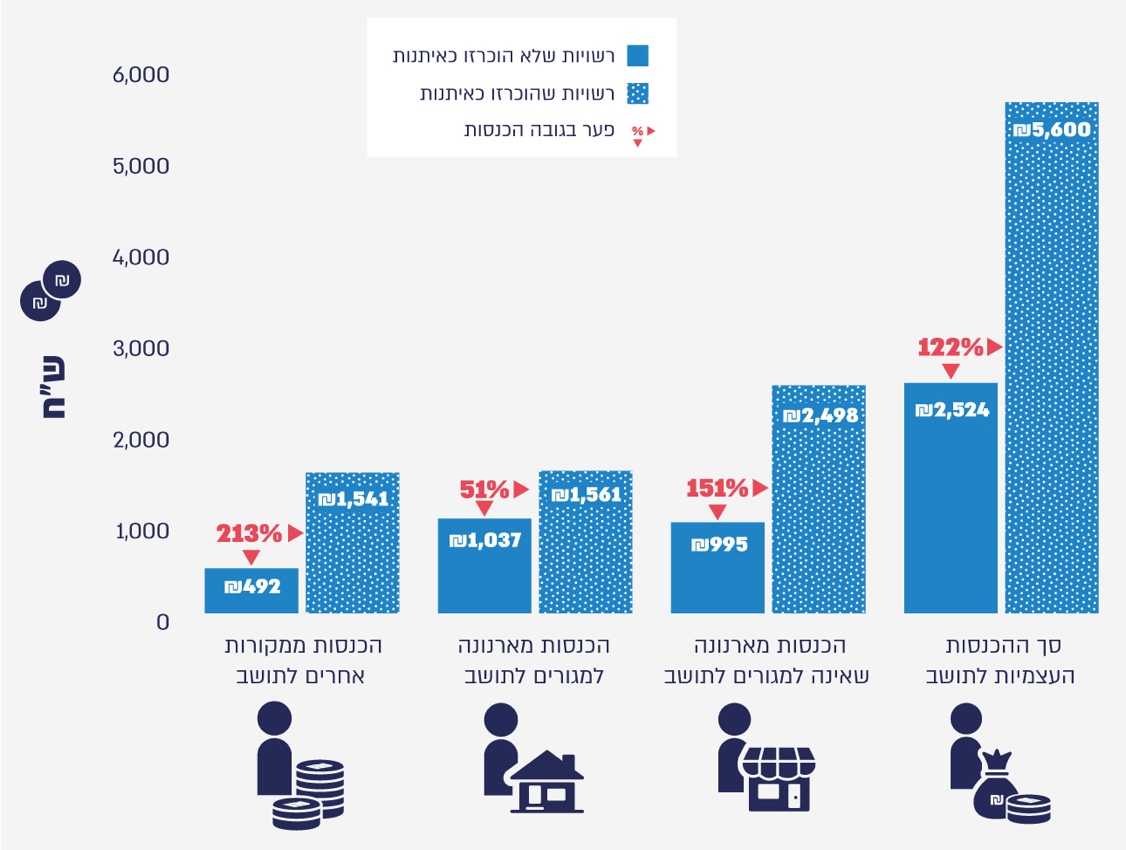 רשויות שלא הוכרזו כאיתנות
רשויות שהוכרזו כאיתנות
% פער בגובה הכנסות
6,000
5,000
4,000
3,000
2,000
1,000
0
₪
₪
ש"ח
₪5,600
122%
₪2,524
₪2,498
151%
₪995
₪1,561
51%
₪1,037
₪1,541
213%
₪492
סך ההכנסות
העצמיות לתושב
הכנסות מארנונה
שאינה למגורים לתושב
הכנסות מארנונה
למגורים לתושב
הכנסות ממקורות
אחרים לתושב
₪